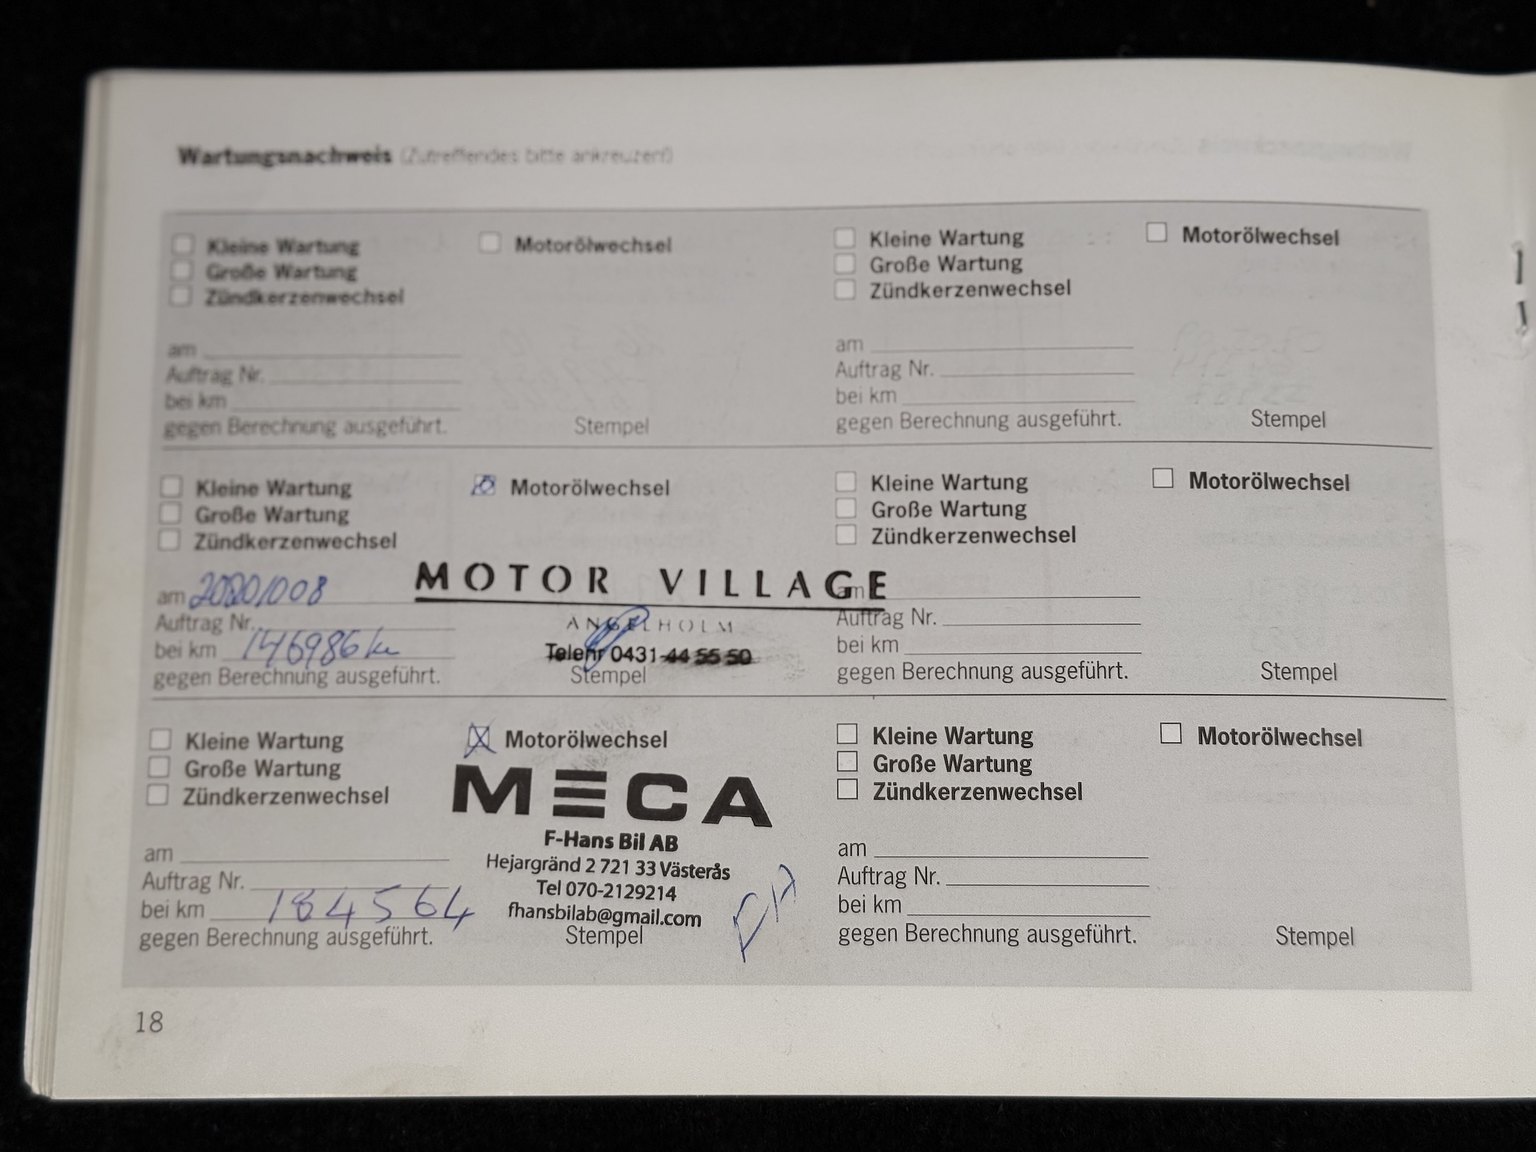 Wartungsnachweis (Zutreffendes bitte ankreuzen!)
Kleine Wartung
Große Wartung
Zündkerzenwechsel
Motorölwechsel
am
Auftrag Nr.
bei km
gegen Berechnung ausgeführt.
Stempel
Kleine Wartung
Große Wartung
Zündkerzenwechsel
Motorölwechsel
am
Auftrag Nr.
bei km
gegen Berechnung ausgeführt.
Stempel
Kleine Wartung
Große Wartung
Zündkerzenwechsel
Motorölwechsel
am 20201008
Auftrag Nr.
bei km 146986 km
gegen Berechnung ausgeführt.
MOTOR VILLAGE
ANGELHOLM
Telefn 0431-44 55 50
Stempel
Kleine Wartung
Große Wartung
Zündkerzenwechsel
Motorölwechsel
am
Auftrag Nr.
bei km
gegen Berechnung ausgeführt.
Stempel
Kleine Wartung
Große Wartung
Zündkerzenwechsel
Motorölwechsel
am
Auftrag Nr.
bei km 184564
gegen Berechnung ausgeführt.
MECA
F-Hans Bil AB
Hejargränd 2 721 33 Västerås
Tel 070-2129214
fhansbilab@gmail.com
Stempel
FH
Kleine Wartung
Große Wartung
Zündkerzenwechsel
Motorölwechsel
am
Auftrag Nr.
bei km
gegen Berechnung ausgeführt.
Stempel
18